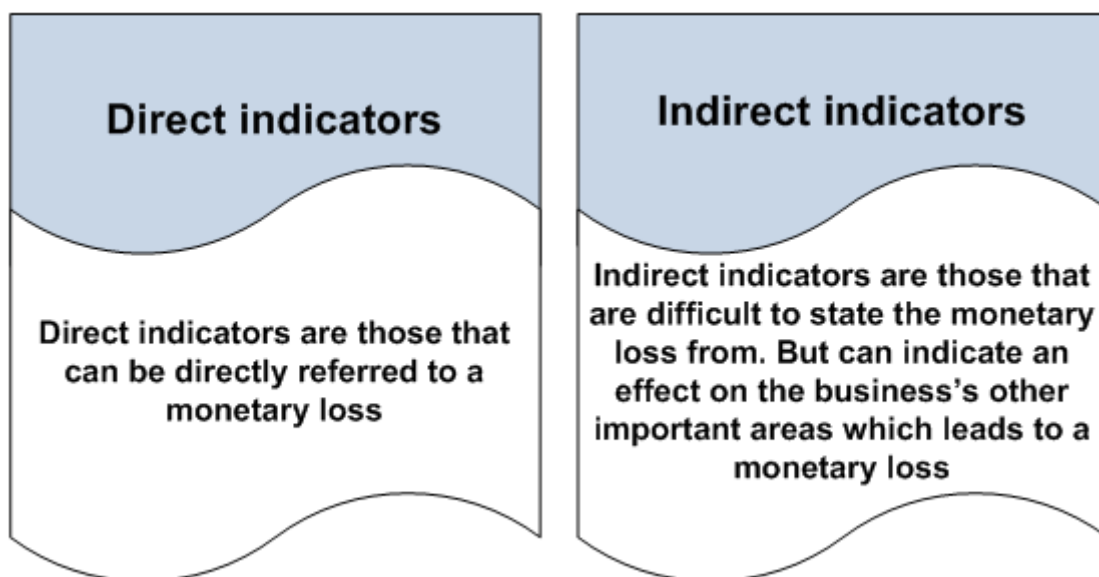 Direct indicators
Direct indicators are those that
can be directly referred to a
monetary loss
Indirect indicators
Indirect indicators are those that
are difficult to state the monetary
loss from. But can indicate an
effect on the business’s other
important areas which leads to a
monetary loss